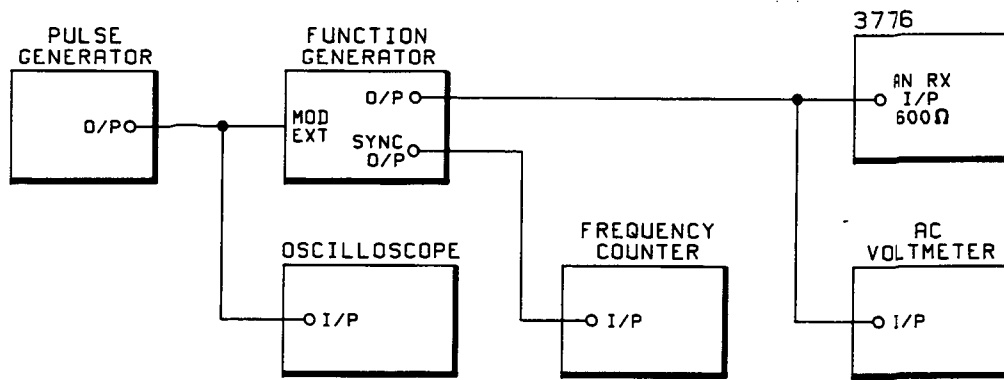 PULSE
GENERATOR
O/P
FUNCTION
GENERATOR
MOD
EXT
O/P
SYNC
O/P
3776
AN RX
I/P
600Ω
OSCILLOSCOPE
I/P
FREQUENCY
COUNTER
I/P
AC
VOLTMETER
I/P